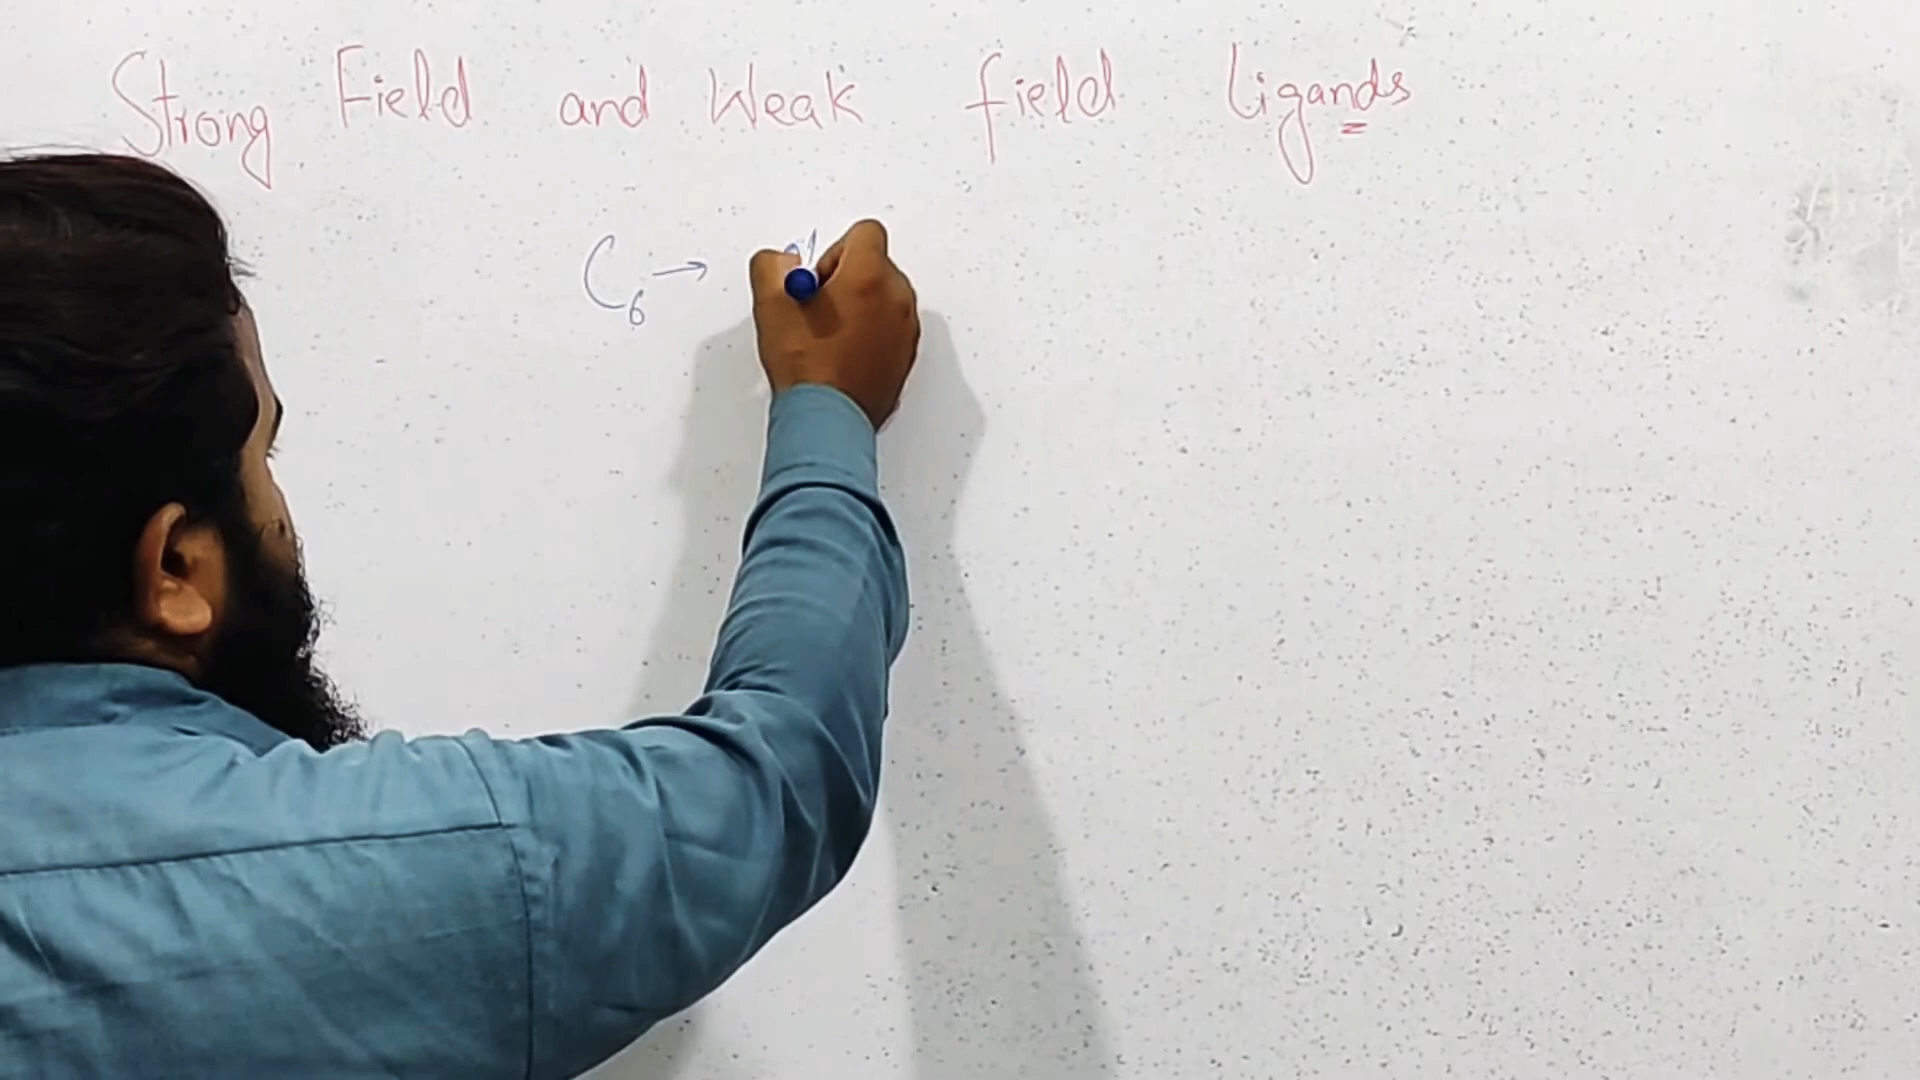 Strong Field and Weak field Ligands
C6 →